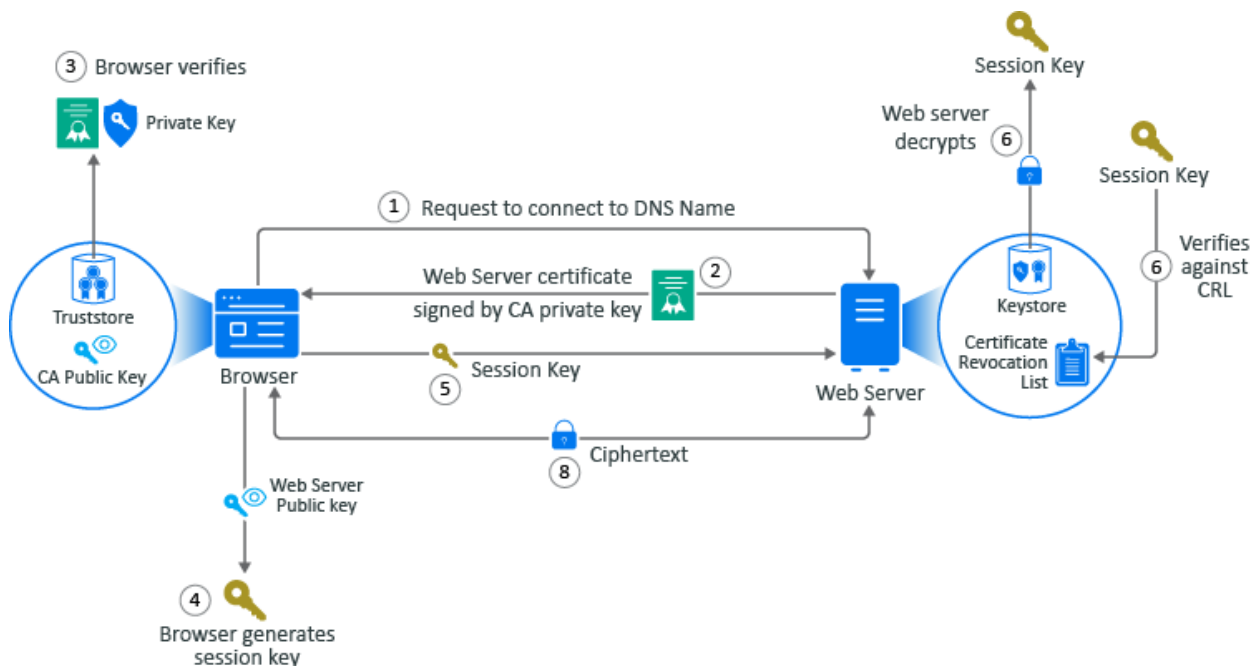 3 Browser verifies
Private Key
Truststore
CA Public Key
Browser
1 Request to connect to DNS Name
Web Server certificate
2
signed by CA private key
Session Key
5
8
Ciphertext
Web Server
Public key
4
Browser generates
session key
Web Server
Session Key
Web server
decrypts
6
Session Key
Keystore
Certificate
Revocation
List
Verifies
6 against
CRL